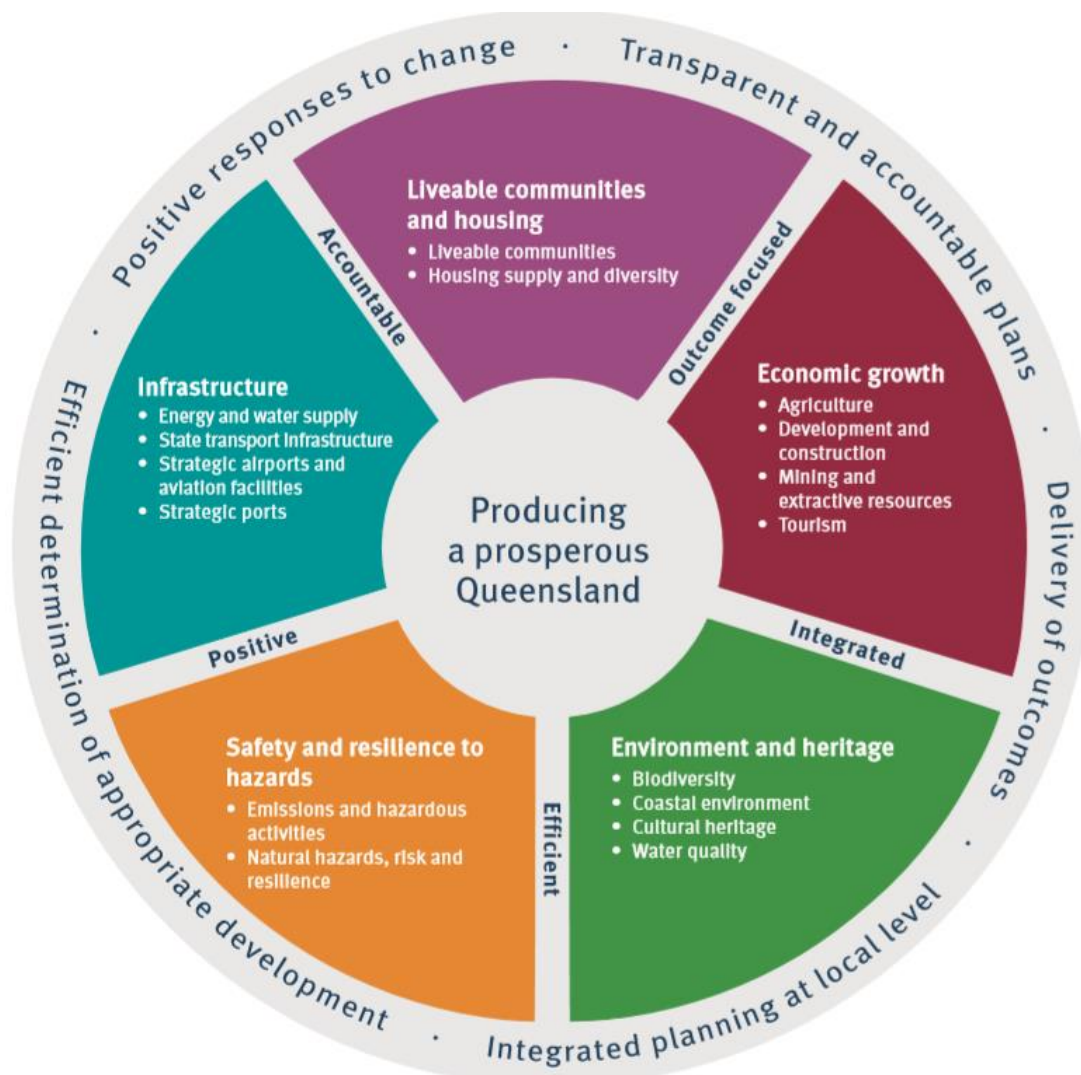 Positive responses to change · Transparent and accountable plans · Delivery of outcomes · Integrated planning at local level · Efficient determination of appropriate development ·
Liveable communities
and housing
• Liveable communities
• Housing supply and diversity
Outcome focused
Economic growth
• Agriculture
• Development and
construction
• Mining and
extractive resources
• Tourism
Integrated
Environment and heritage
• Biodiversity
• Coastal environment
• Cultural heritage
• Water quality
Efficient
Safety and resilience to
hazards
• Emissions and hazardous
activities
• Natural hazards, risk and
resilience
Positive
Infrastructure
• Energy and water supply
• State transport infrastructure
• Strategic airports and
aviation facilities
• Strategic ports
Accountable
Producing
a prosperous
Queensland